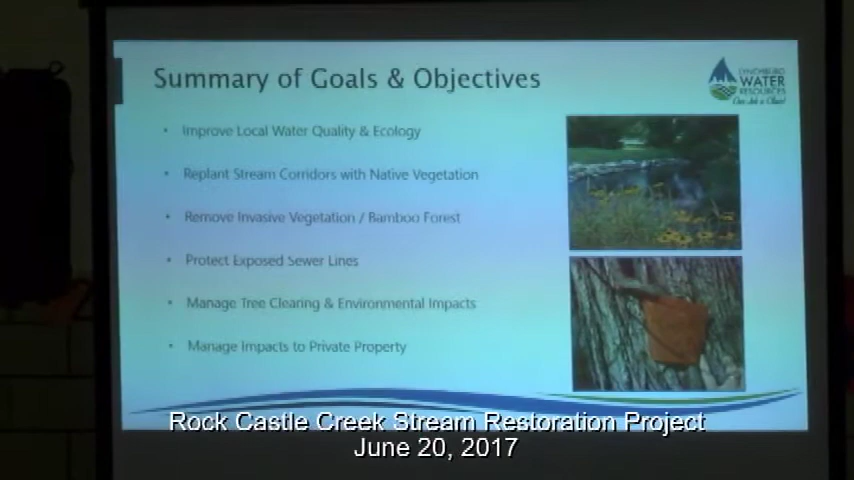 Summary of Goals & Objectives
LYNCHBURG
WATER
RESOURCES
• Improve Local Water Quality & Ecology
• Replant Stream Corridors with Native Vegetation
• Remove Invasive Vegetation / Bamboo Forest
• Protect Exposed Sewer Lines
• Manage Tree Clearing & Environmental Impacts
• Manage Impacts to Private Property
Rock Castle Creek Stream Restoration Project
June 20, 2017